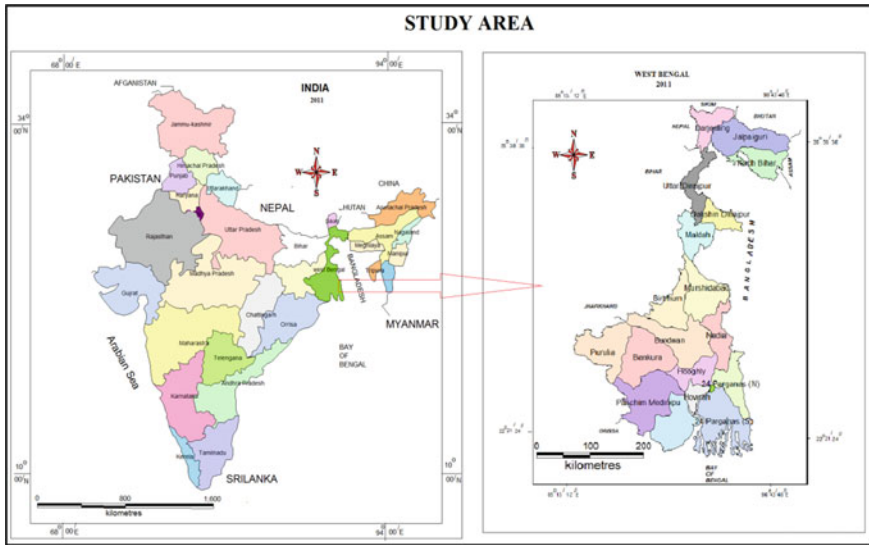 STUDY AREA
68° 00'E
94° 00'E
AFGANISTAN
INDIA
2011
34° 00'N
34° 00'N
Jammu-kashmir
Himachal Pradesh
Punjab
Uttarakhand
Haryana
PAKISTAN
CHINA
NEPAL
HUTAN
Arunachal Pradesh
Rajasthan
Uttar Pradesh
Bihar
Assam
Nagaland
Meghalya
Manipur
Tripura
BANGLADESH
west Bengal
Madhya Pradesh
Gujrat
Chattisgarh
Orrisa
MYANMAR
Maharastra
Telengana
BAY
OF
BENGAL
Arabian Sea
Andhra Pradesh
Karnataka
Kerala
Tamilnadu
10° 00'N
10° 00'N
SRILANKA
0 800 1,600
kilometres
68° 00'E
94° 00'E
WEST BENGAL
2011
SIKIM
BHUTAN
NEPAL
Darjeeling
Jalpaiguri
Koch Bihar
BIHAR
Uttar Dinajpur
Dakshin Dinajpur
Maldah
BANGLADESH
Murshidabad
Birbhum
JHARKHAND
Bardwan
Nadia
Purulia
Bankura
Hooghly
24 Parganas (N)
Howrah
Paschim Medinipu
24 Parganas (S)
ORISSA
0 100 200
kilometres
BAY
OF
BENGAL